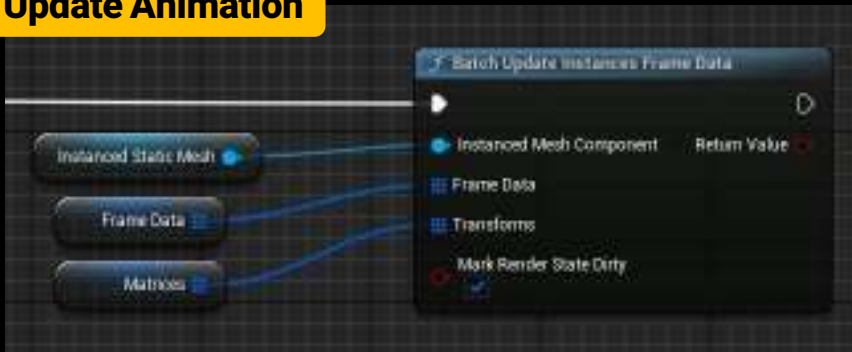 Update Animation
Batch Update Instances Frame Data
Instanced Static Mesh
Instanced Mesh Component
Return Value
Frame Data
Frame Data
Transforms
Matrices
Mark Render State Dirty